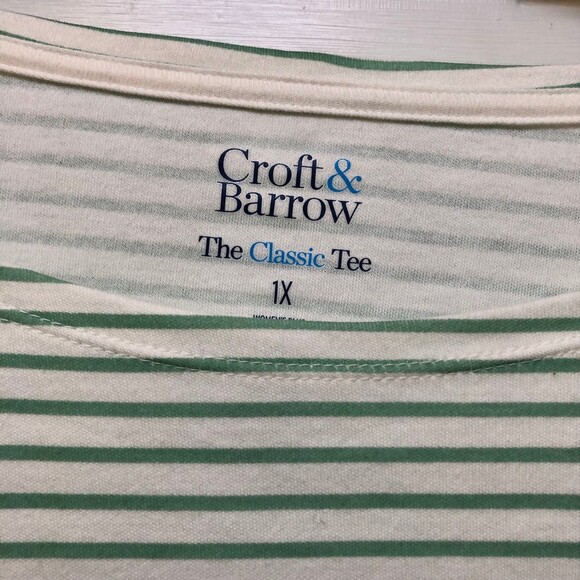 Croft&
Barrow
The Classic Tee
1X